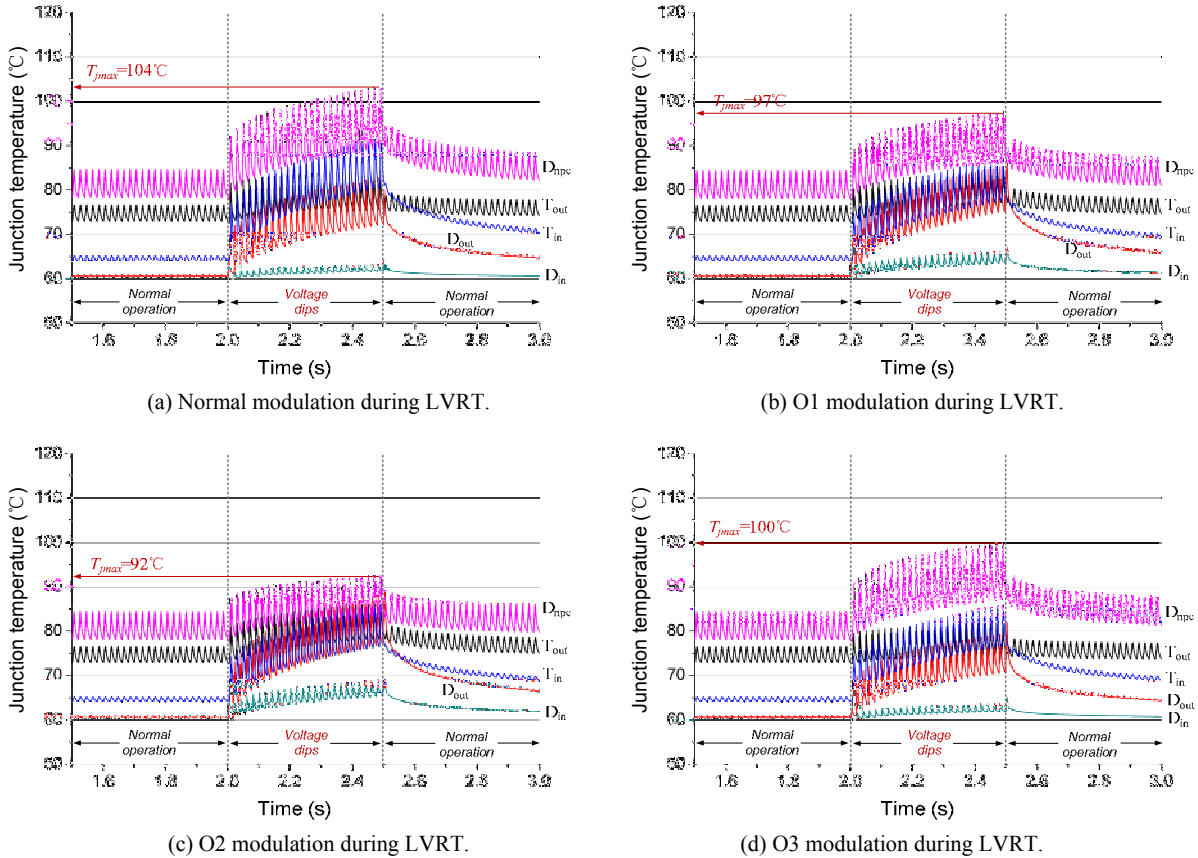 120
110
100
90
80
70
60
50
Junction temperature (℃)
Tjmax=104℃
Dnpc
Tout
Tin
Dout
Din
Normal operation
Voltage dips
Normal operation
1.6
1.8
2.0
2.2
2.4
2.6
2.8
3.0
Time (s)
(a) Normal modulation during LVRT.
120
110
100
90
80
70
60
50
Junction temperature (℃)
Tjmax=97℃
Dnpc
Tout
Tin
Dout
Din
Normal operation
Voltage dips
Normal operation
1.6
1.8
2.0
2.2
2.4
2.6
2.8
3.0
Time (s)
(b) O1 modulation during LVRT.
120
110
100
90
80
70
60
50
Junction temperature (℃)
Tjmax=92℃
Dnpc
Tout
Tin
Dout
Din
Normal operation
Voltage dips
Normal operation
1.6
1.8
2.0
2.2
2.4
2.6
2.8
3.0
Time (s)
(c) O2 modulation during LVRT.
120
110
100
90
80
70
60
50
Junction temperature (℃)
Tjmax=100℃
Dnpc
Tout
Tin
Dout
Din
Normal operation
Voltage dips
Normal operation
1.6
1.8
2.0
2.2
2.4
2.6
2.8
3.0
Time (s)
(d) O3 modulation during LVRT.